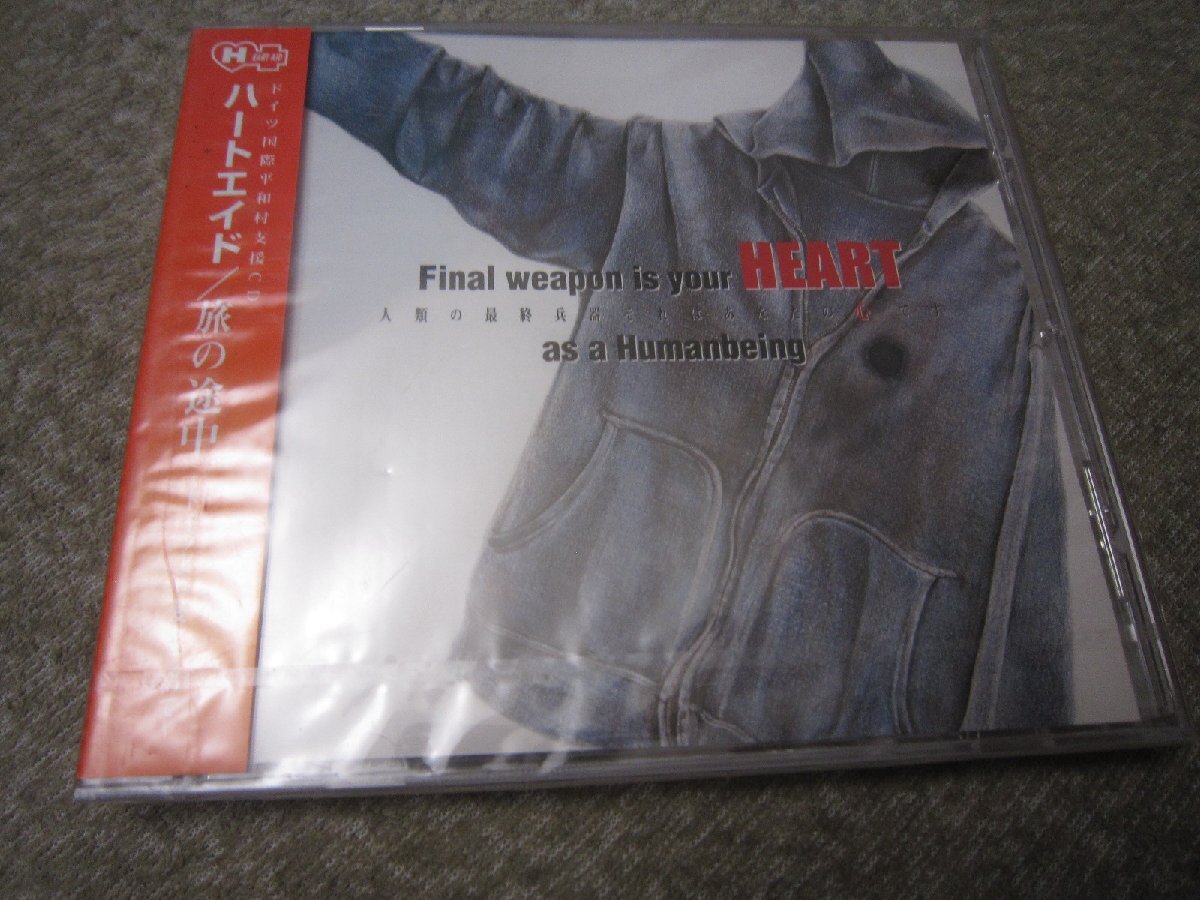 H EART AID
ドイツ国際平和村支援CD
ハートエイド／旅の途中
Final weapon is your HEART
人類の最終兵器それはあなたの心です
as a Humanbeing